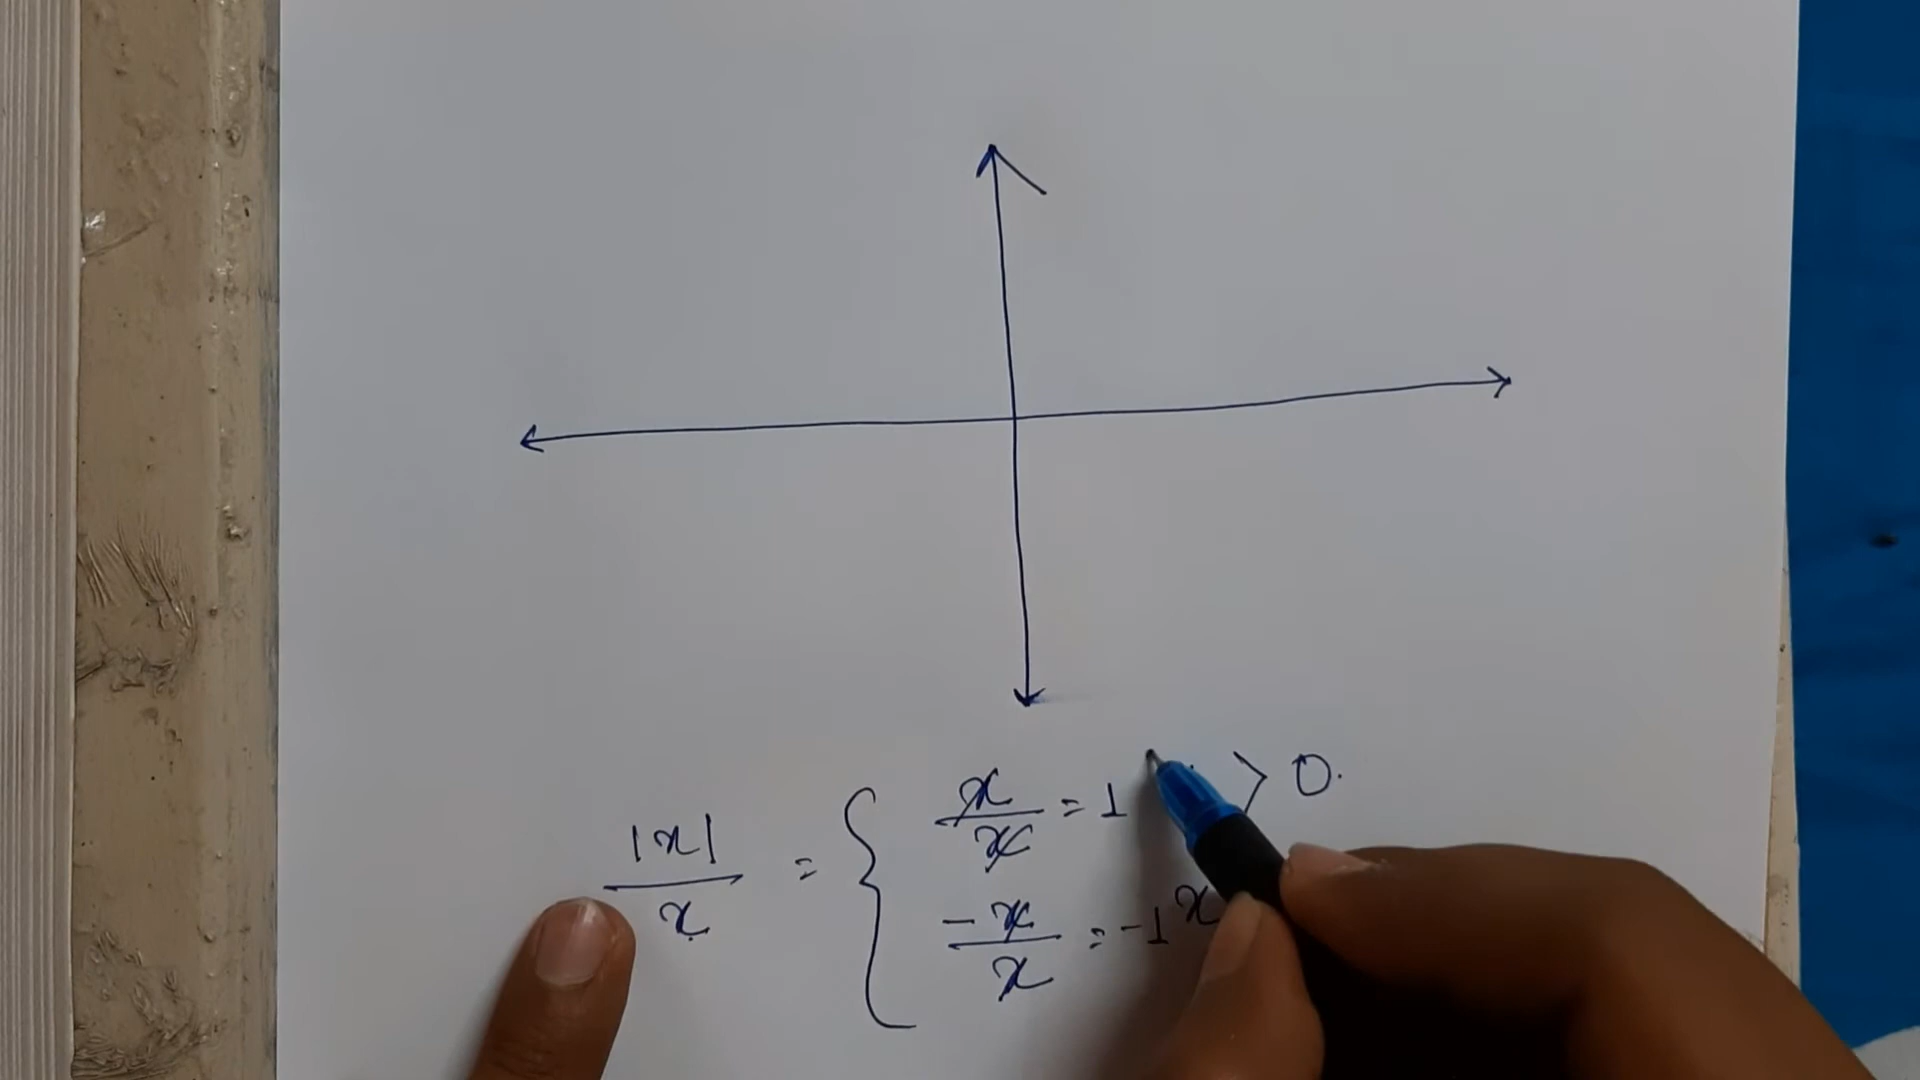 |x| / x = { x/x = 1 > 0.
-x/x = -1 x